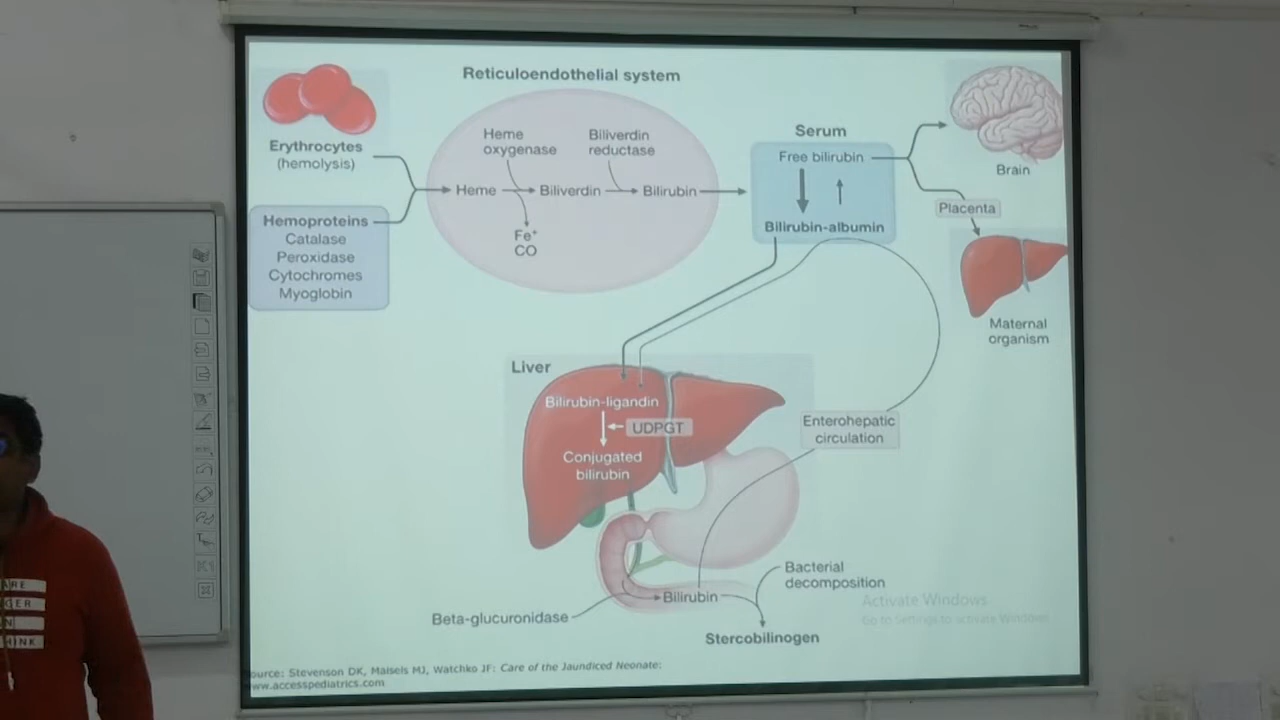 Reticuloendothelial system
Erythrocytes
(hemolysis)
Hemoproteins
Catalase
Peroxidase
Cytochromes
Myoglobin
Heme
oxygenase
Biliverdin
reductase
Heme
Biliverdin
Bilirubin
Fe⁺
CO
Serum
Free bilirubin
Bilirubin-albumin
Brain
Placenta
Maternal
organism
Liver
Bilirubin-ligandin
UDPGT
Conjugated
bilirubin
Enterohepatic
circulation
Beta-glucuronidase
Bilirubin
Bacterial
decomposition
Stercobilinogen
Activate Windows
Go to Settings to activate Windows
ource: Stevenson DK, Maisels MJ, Watchko JF: Care of the Jaundiced Neonate:
www.accesspediatrics.com
ARE
HINK